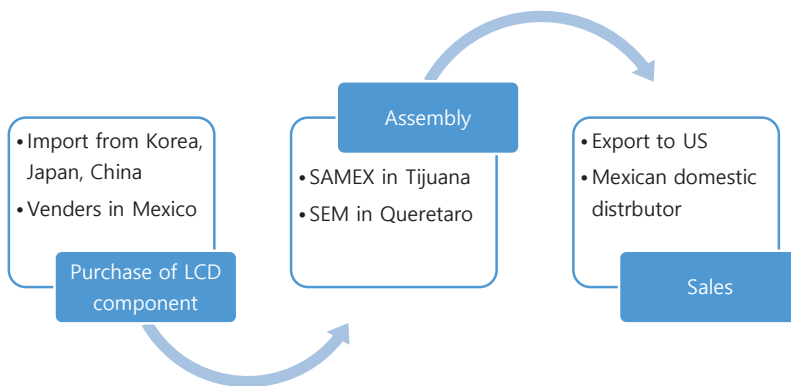 • Import from Korea,
Japan, China
• Venders in Mexico
Purchase of LCD
component
Assembly
• SAMEX in Tijuana
• SEM in Queretaro
• Export to US
• Mexican domestic
distrbutor
Sales